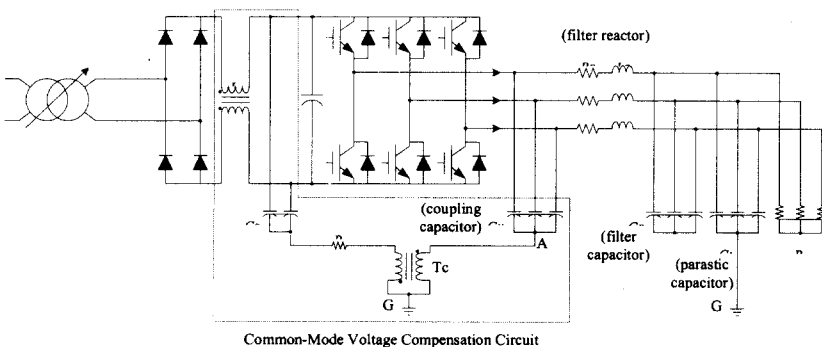 (filter reactor)
(coupling
capacitor)
A
Tc
G
(filter
capacitor)
(parastic
capacitor)
G
Common-Mode Voltage Compensation Circuit